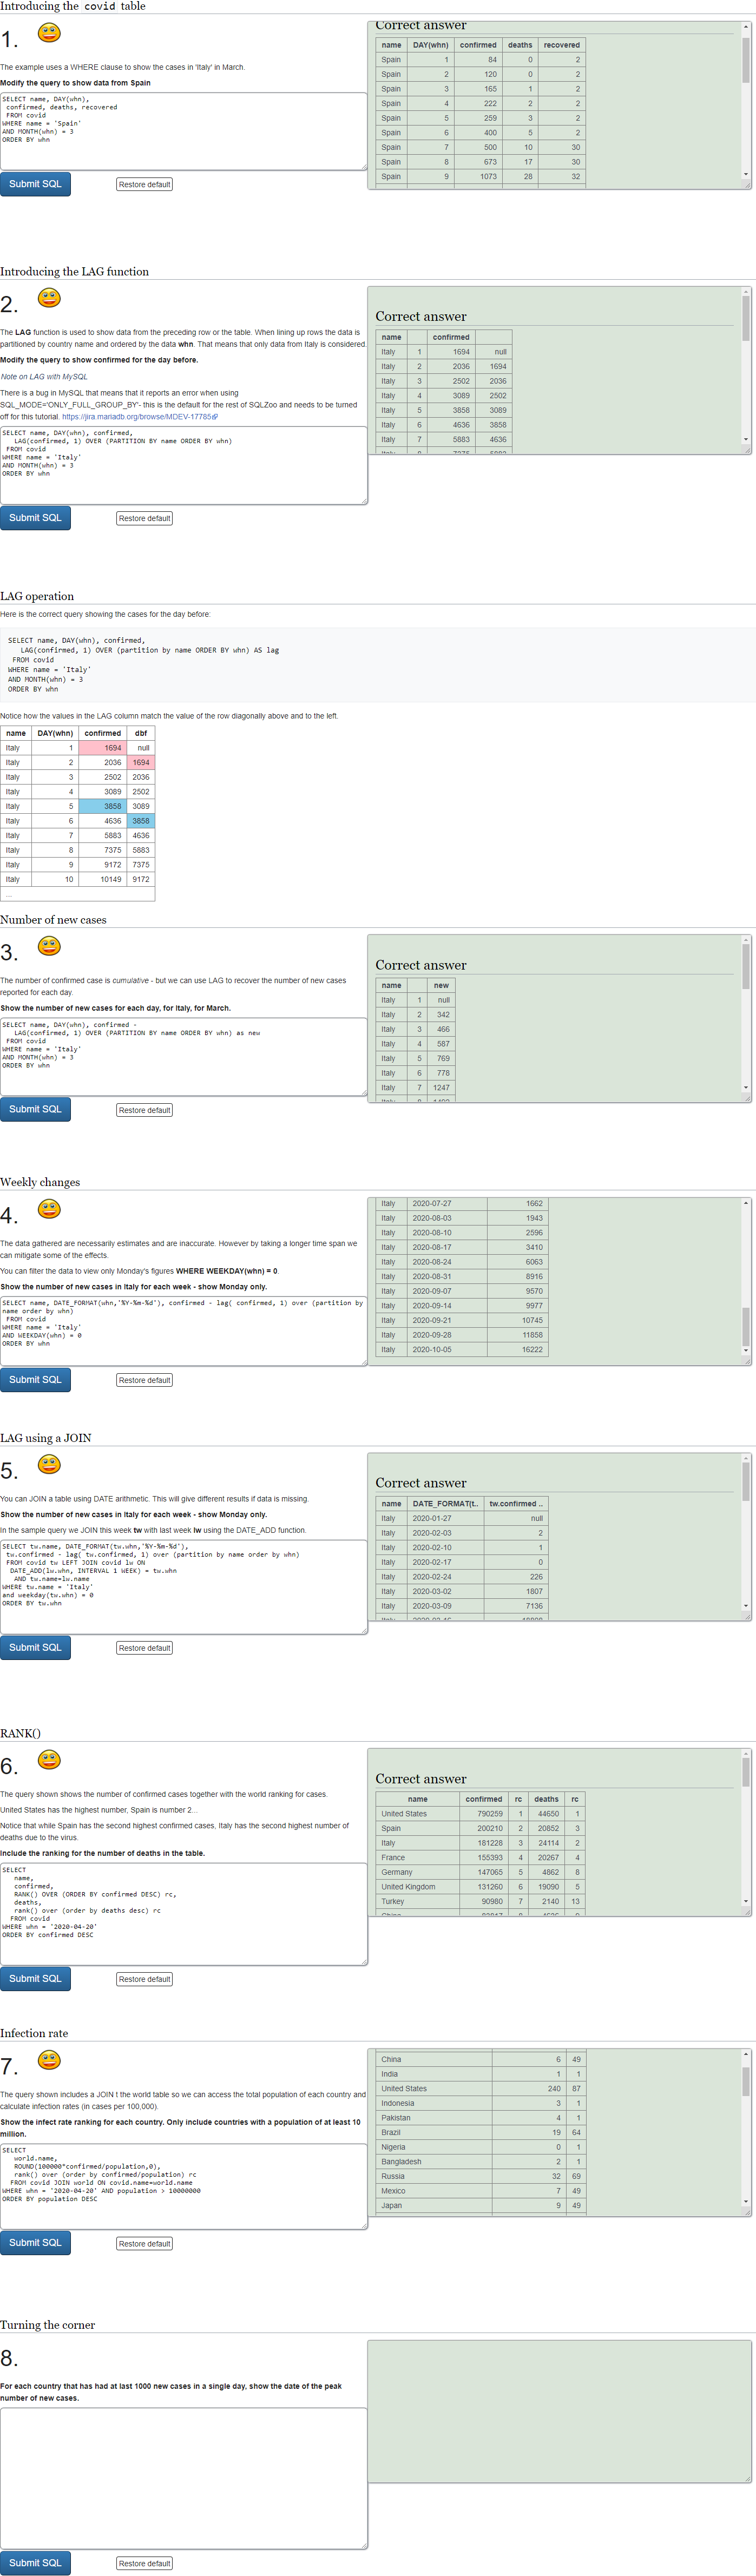 Introducing the covid table
1.
The example uses a WHERE clause to show the cases in 'Italy' in March.
Modify the query to show data from Spain
SELECT name, DAY(whn),
confirmed, deaths, recovered
FROM covid
WHERE name = 'Spain'
AND MONTH(whn) = 3
ORDER BY whn
Submit SQL
Restore default
Correct answer
name DAY(whn) confirmed deaths recovered
Spain 1 84 0 2
Spain 2 120 0 2
Spain 3 165 1 2
Spain 4 222 2 2
Spain 5 259 3 2
Spain 6 400 5 2
Spain 7 500 10 30
Spain 8 673 17 30
Spain 9 1073 28 32
Introducing the LAG function
2.
The LAG function is used to show data from the preceding row or the table. When lining up rows the data is
partitioned by country name and ordered by the data whn. That means that only data from Italy is considered.
Modify the query to show confirmed for the day before.
Note on LAG with MySQL
There is a bug in MySQL that means that it reports an error when using
SQL_MODE='ONLY_FULL_GROUP_BY'- this is the default for the rest of SQLZoo and needs to be turned
off for this tutorial. https://jira.mariadb.org/browse/MDEV-17785
SELECT name, DAY(whn), confirmed,
LAG(confirmed, 1) OVER (PARTITION BY name ORDER BY whn)
FROM covid
WHERE name = 'Italy'
AND MONTH(whn) = 3
ORDER BY whn
Submit SQL
Restore default
Correct answer
name confirmed
Italy 1 1694 null
Italy 2 2036 1694
Italy 3 2502 2036
Italy 4 3089 2502
Italy 5 3858 3089
Italy 6 4636 3858
Italy 7 5883 4636
Italy 8 7375 5883
LAG operation
Here is the correct query showing the cases for the day before:
SELECT name, DAY(whn), confirmed,
LAG(confirmed, 1) OVER (partition by name ORDER BY whn) AS lag
FROM covid
WHERE name = 'Italy'
AND MONTH(whn) = 3
ORDER BY whn
Notice how the values in the LAG column match the value of the row diagonally above and to the left.
name DAY(whn) confirmed dbf
Italy 1 1694 null
Italy 2 2036 1694
Italy 3 2502 2036
Italy 4 3089 2502
Italy 5 3858 3089
Italy 6 4636 3858
Italy 7 5883 4636
Italy 8 7375 5883
Italy 9 9172 7375
Italy 10 10149 9172
...
Number of new cases
3.
The number of confirmed case is cumulative - but we can use LAG to recover the number of new cases
reported for each day.
Show the number of new cases for each day, for Italy, for March.
SELECT name, DAY(whn), confirmed -
LAG(confirmed, 1) OVER (PARTITION BY name ORDER BY whn) as new
FROM covid
WHERE name = 'Italy'
AND MONTH(whn) = 3
ORDER BY whn
Submit SQL
Restore default
Correct answer
name new
Italy 1 null
Italy 2 342
Italy 3 466
Italy 4 587
Italy 5 769
Italy 6 778
Italy 7 1247
Weekly changes
4.
The data gathered are necessarily estimates and are inaccurate. However by taking a longer time span we
can mitigate some of the effects.
You can filter the data to view only Monday's figures WHERE WEEKDAY(whn) = 0.
Show the number of new cases in Italy for each week - show Monday only.
SELECT name, DATE_FORMAT(whn,'%Y-%m-%d'), confirmed - lag( confirmed, 1) over (partition by
name order by whn)
FROM covid
WHERE name = 'Italy'
AND WEEKDAY(whn) = 0
ORDER BY whn
Submit SQL
Restore default
Italy 2020-07-27 1662
Italy 2020-08-03 1943
Italy 2020-08-10 2596
Italy 2020-08-17 3410
Italy 2020-08-24 6063
Italy 2020-08-31 8916
Italy 2020-09-07 9570
Italy 2020-09-14 9977
Italy 2020-09-21 10745
Italy 2020-09-28 11858
Italy 2020-10-05 16222
LAG using a JOIN
5.
You can JOIN a table using DATE arithmetic. This will give different results if data is missing.
Show the number of new cases in Italy for each week - show Monday only.
In the sample query we JOIN this week tw with last week lw using the DATE_ADD function.
SELECT tw.name, DATE_FORMAT(tw.whn,'%Y-%m-%d'),
tw.confirmed - lag( tw.confirmed, 1) over (partition by name order by whn)
FROM covid tw LEFT JOIN covid lw ON
DATE_ADD(lw.whn, INTERVAL 1 WEEK) = tw.whn
AND tw.name=lw.name
WHERE tw.name = 'Italy'
and weekday(tw.whn) = 0
ORDER BY tw.whn
Submit SQL
Restore default
Correct answer
name DATE_FORMAT(t.. tw.confirmed ..
Italy 2020-01-27 null
Italy 2020-02-03 2
Italy 2020-02-10 1
Italy 2020-02-17 0
Italy 2020-02-24 226
Italy 2020-03-02 1807
Italy 2020-03-09 7136
RANK()
6.
The query shown shows the number of confirmed cases together with the world ranking for cases.
United States has the highest number, Spain is number 2...
Notice that while Spain has the second highest confirmed cases, Italy has the second highest number of
deaths due to the virus.
Include the ranking for the number of deaths in the table.
SELECT
name,
confirmed,
RANK() OVER (ORDER BY confirmed DESC) rc,
deaths,
rank() over (order by deaths desc) rc
FROM covid
WHERE whn = '2020-04-20'
ORDER BY confirmed DESC
Submit SQL
Restore default
Correct answer
name confirmed rc deaths rc
United States 790259 1 44650 1
Spain 200210 2 20852 3
Italy 181228 3 24114 2
France 155393 4 20267 4
Germany 147065 5 4862 8
United Kingdom 131260 6 19090 5
Turkey 90980 7 2140 13
Infection rate
7.
The query shown includes a JOIN t the world table so we can access the total population of each country and
calculate infection rates (in cases per 100,000).
Show the infect rate ranking for each country. Only include countries with a population of at least 10
million.
SELECT
world.name,
ROUND(100000*confirmed/population,0),
rank() over (order by confirmed/population) rc
FROM covid JOIN world ON covid.name=world.name
WHERE whn = '2020-04-20' AND population > 10000000
ORDER BY population DESC
Submit SQL
Restore default
China 6 49
India 1 1
United States 240 87
Indonesia 3 1
Pakistan 4 1
Brazil 19 64
Nigeria 0 1
Bangladesh 2 1
Russia 32 69
Mexico 7 49
Japan 9 49
Turning the corner
8.
For each country that has had at last 1000 new cases in a single day, show the date of the peak
number of new cases.
Submit SQL
Restore default